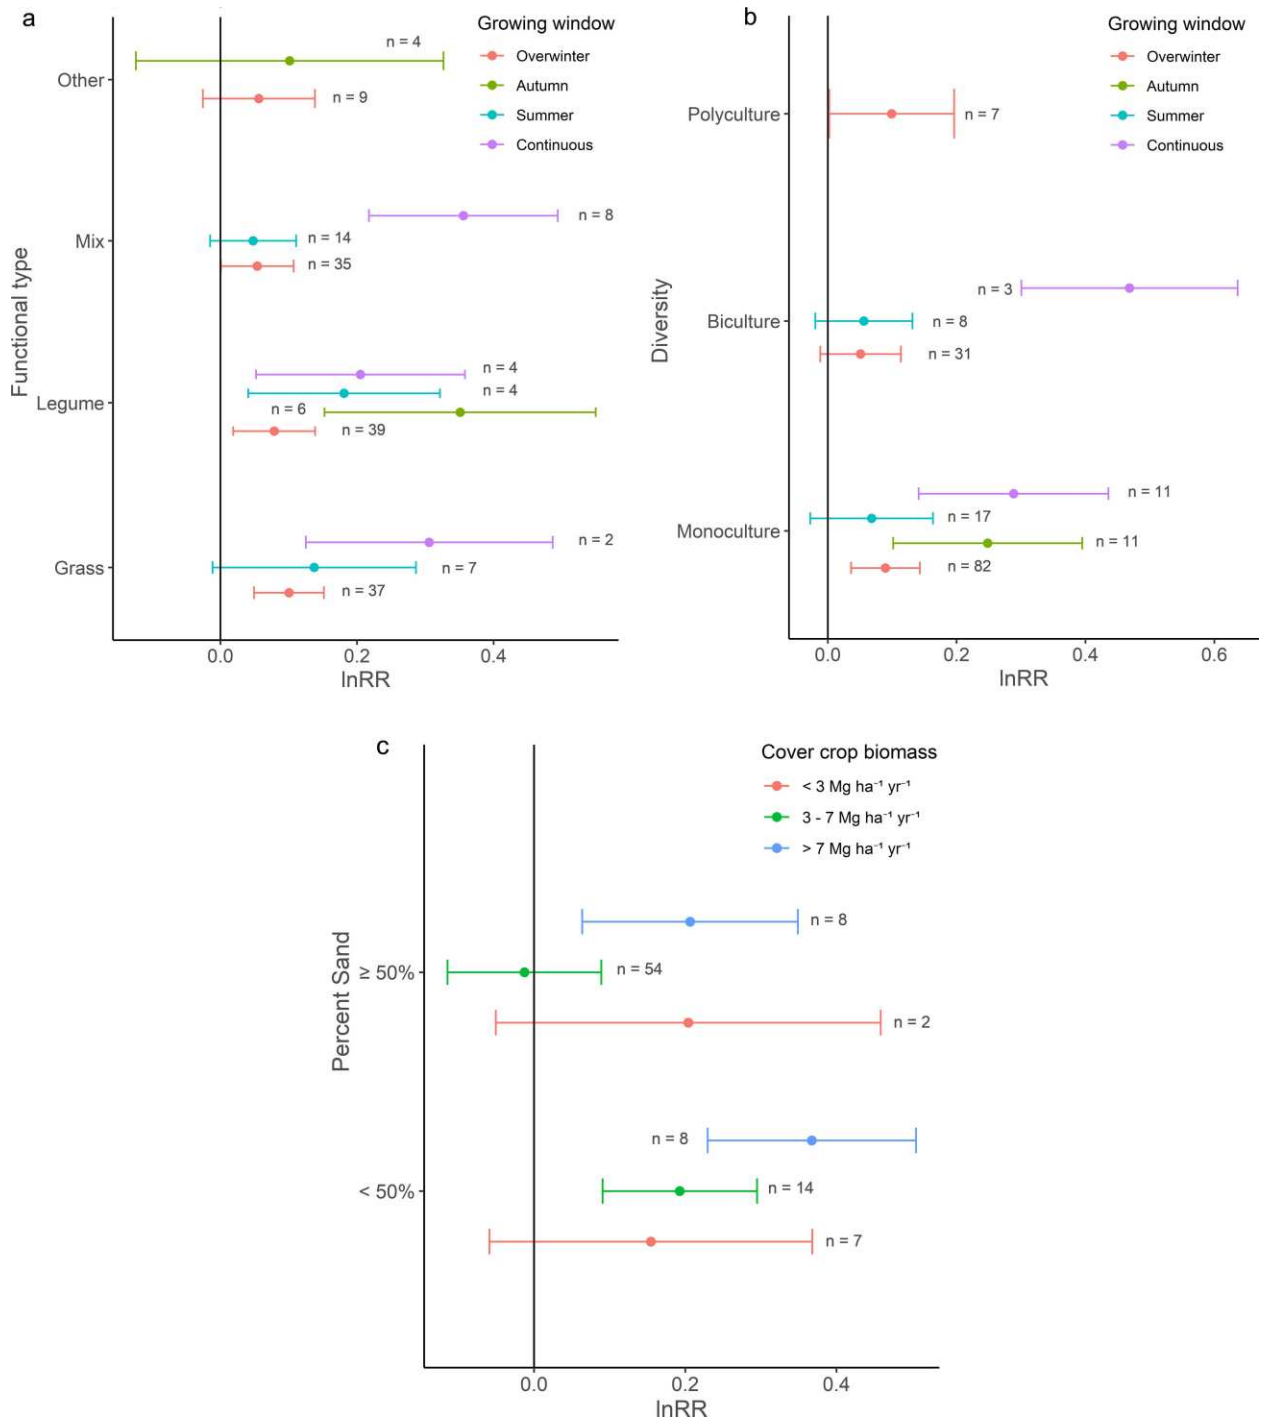 a
Growing window
Overwinter
Autumn
Summer
Continuous
Functional type
Other
Mix
Legume
Grass
n = 4
n = 9
n = 8
n = 14
n = 35
n = 4
n = 4
n = 6
n = 39
n = 2
n = 7
n = 37
0.0 0.2 0.4
lnRR
b
Growing window
Overwinter
Autumn
Summer
Continuous
Diversity
Polyculture
Biculture
Monoculture
n = 7
n = 3
n = 8
n = 31
n = 11
n = 17
n = 11
n = 82
0.0 0.2 0.4 0.6
lnRR
c
Cover crop biomass
< 3 Mg ha⁻¹ yr⁻¹
3 - 7 Mg ha⁻¹ yr⁻¹
> 7 Mg ha⁻¹ yr⁻¹
Percent Sand
≥ 50%
< 50%
n = 8
n = 54
n = 2
n = 8
n = 14
n = 7
0.0 0.2 0.4
lnRR